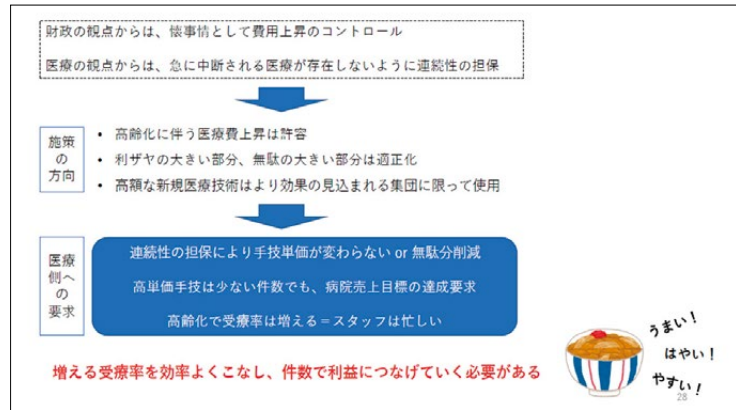 財政の観点からは、懐事情として費用上昇のコントロール
医療の観点からは、急に中断される医療が存在しないように連続性の担保
施策
の
方向
• 高齢化に伴う医療費上昇は許容
• 利ザヤの大きい部分、無駄の大きい部分は適正化
• 高額な新規医療技術はより効果の見込まれる集団に限って使用
医療
側へ
の
要求
連続性の担保により手技単価が変わらない or 無駄分削減
高単価手技は少ない件数でも、病院売上目標の達成要求
高齢化で受療率は増える＝スタッフは忙しい
増える受療率を効率よくこなし、件数で利益につなげていく必要がある
うまい！
はやい！
やすい！
28